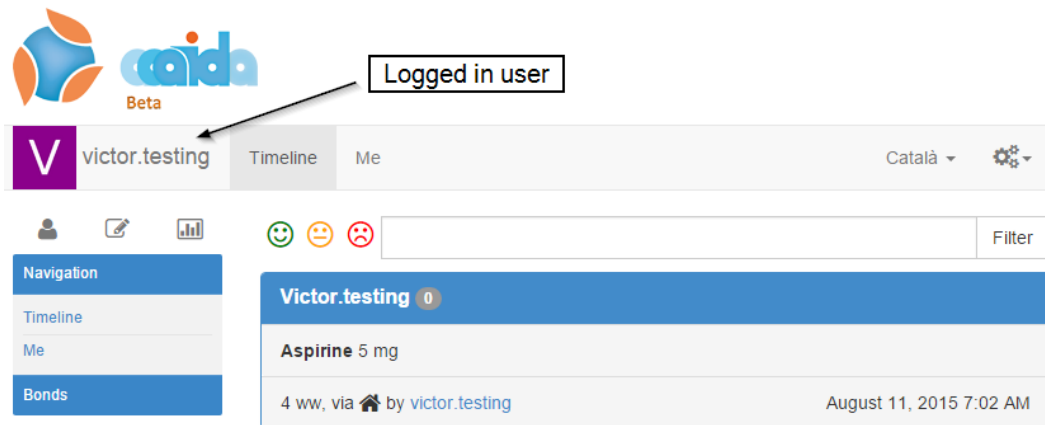 ccaida
Beta
Logged in user
V victor.testing Timeline Me Català
Filter
Navigation
Victor.testing 0
Timeline
Aspirine 5 mg
Me
Bonds
4 ww, via by victor.testing August 11, 2015 7:02 AM